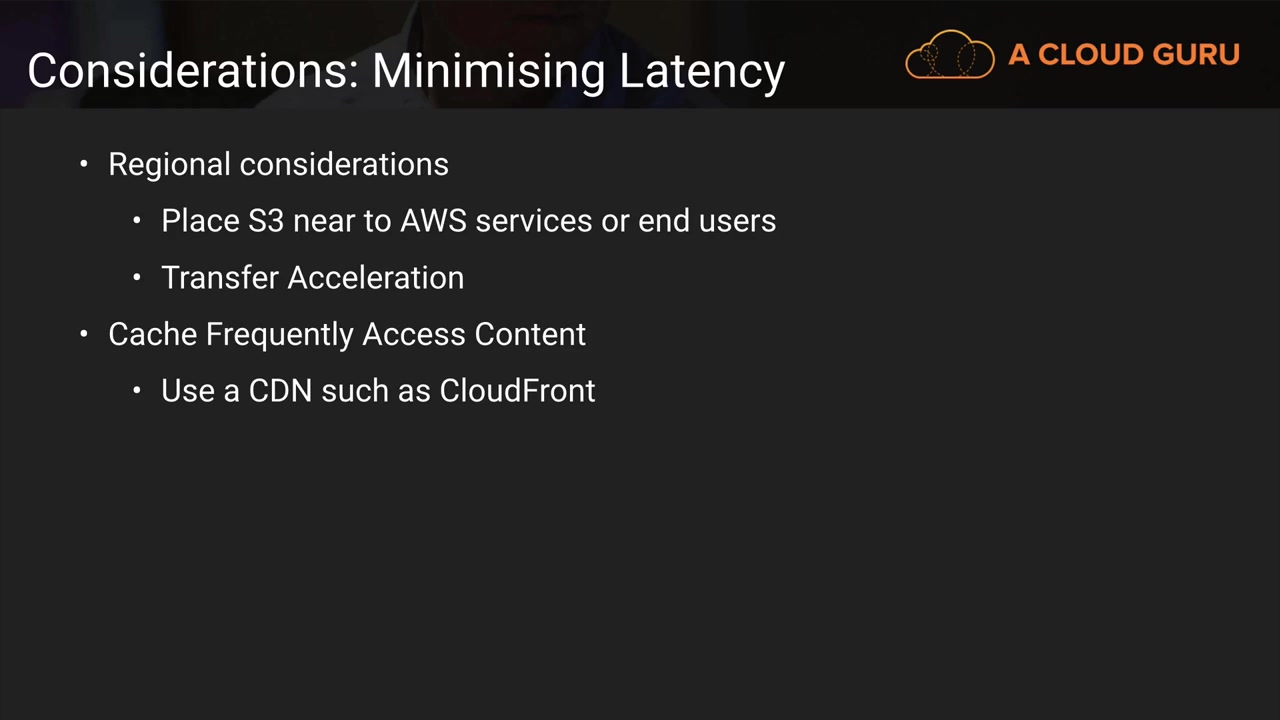 Considerations: Minimising Latency
A CLOUD GURU
• Regional considerations
• Place S3 near to AWS services or end users
• Transfer Acceleration
• Cache Frequently Access Content
• Use a CDN such as CloudFront